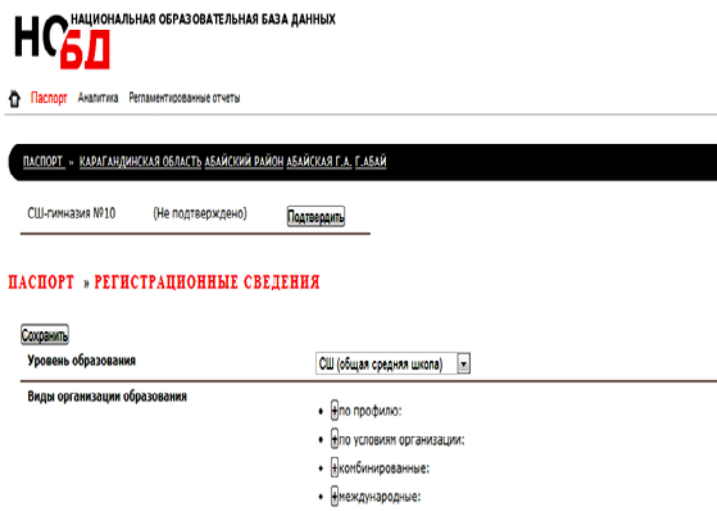 НОБД НАЦИОНАЛЬНАЯ ОБРАЗОВАТЕЛЬНАЯ БАЗА ДАННЫХ
Паспорт Аналитика Регламентированные отчеты
ПАСПОРТ » КАРАГАНДИНСКАЯ ОБЛАСТЬ АБАЙСКИЙ РАЙОН АБАЙСКАЯ Г.А. Г.АБАЙ
СШ-гимназия №10 (Не подтверждено) Подтвердить
ПАСПОРТ » РЕГИСТРАЦИОННЫЕ СВЕДЕНИЯ
Сохранить
Уровень образования СШ (общая средняя школа)
Виды организации образования
• +по профилю:
• +по условиям организации:
• +комбинированные:
• +международные: